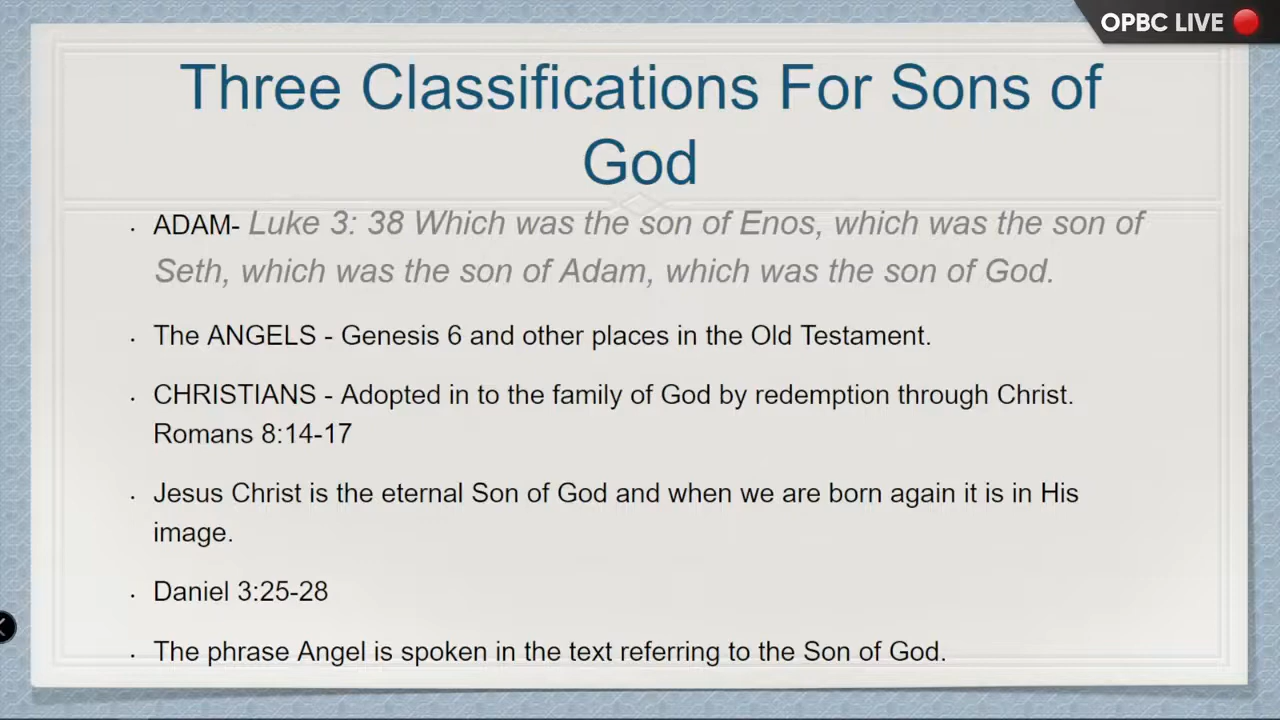 OPBC LIVE
Three Classifications For Sons of
God
· ADAM- Luke 3: 38 Which was the son of Enos, which was the son of
Seth, which was the son of Adam, which was the son of God.
· The ANGELS - Genesis 6 and other places in the Old Testament.
· CHRISTIANS - Adopted in to the family of God by redemption through Christ.
Romans 8:14-17
· Jesus Christ is the eternal Son of God and when we are born again it is in His
image.
· Daniel 3:25-28
· The phrase Angel is spoken in the text referring to the Son of God.